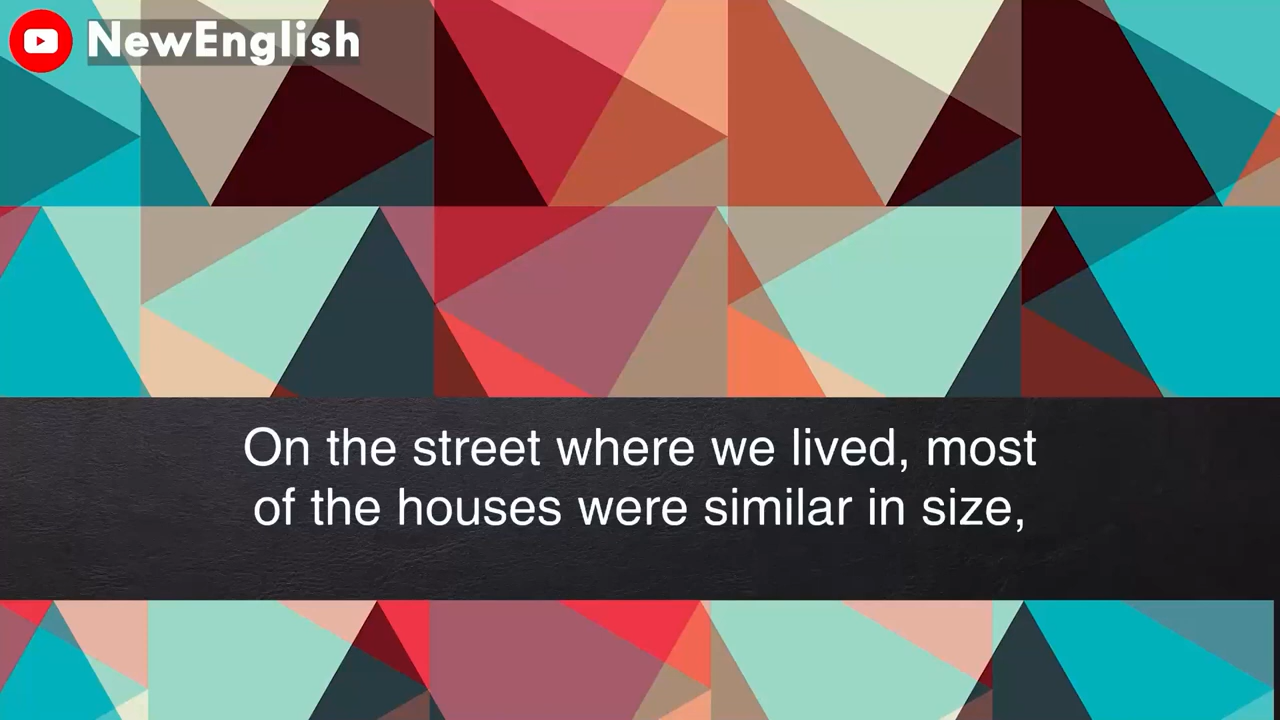 NewEnglish
On the street where we lived, most
of the houses were similar in size,